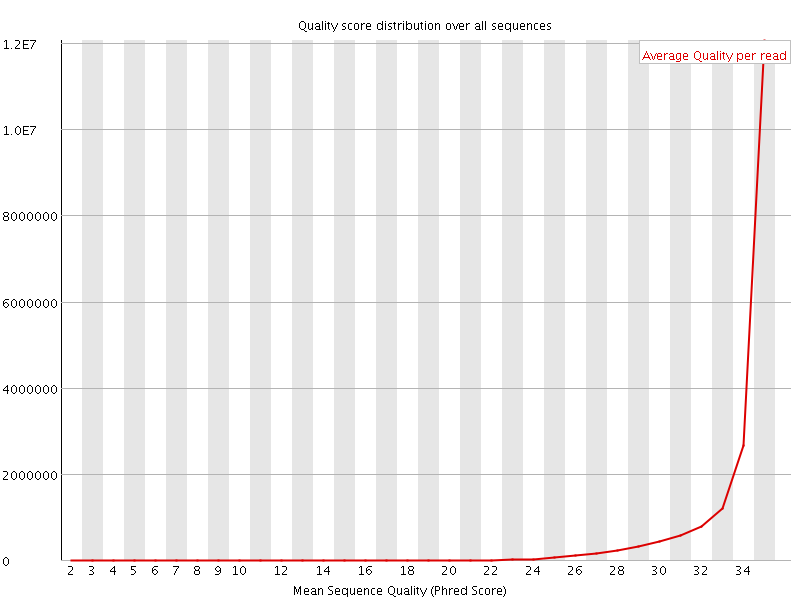 Quality score distribution over all sequences
Average Quality per read
1.2E7
1.0E7
8000000
6000000
4000000
2000000
0
2 3 4 5 6 7 8 9 10 12 14 16 18 20 22 24 26 28 30 32 34
Mean Sequence Quality (Phred Score)